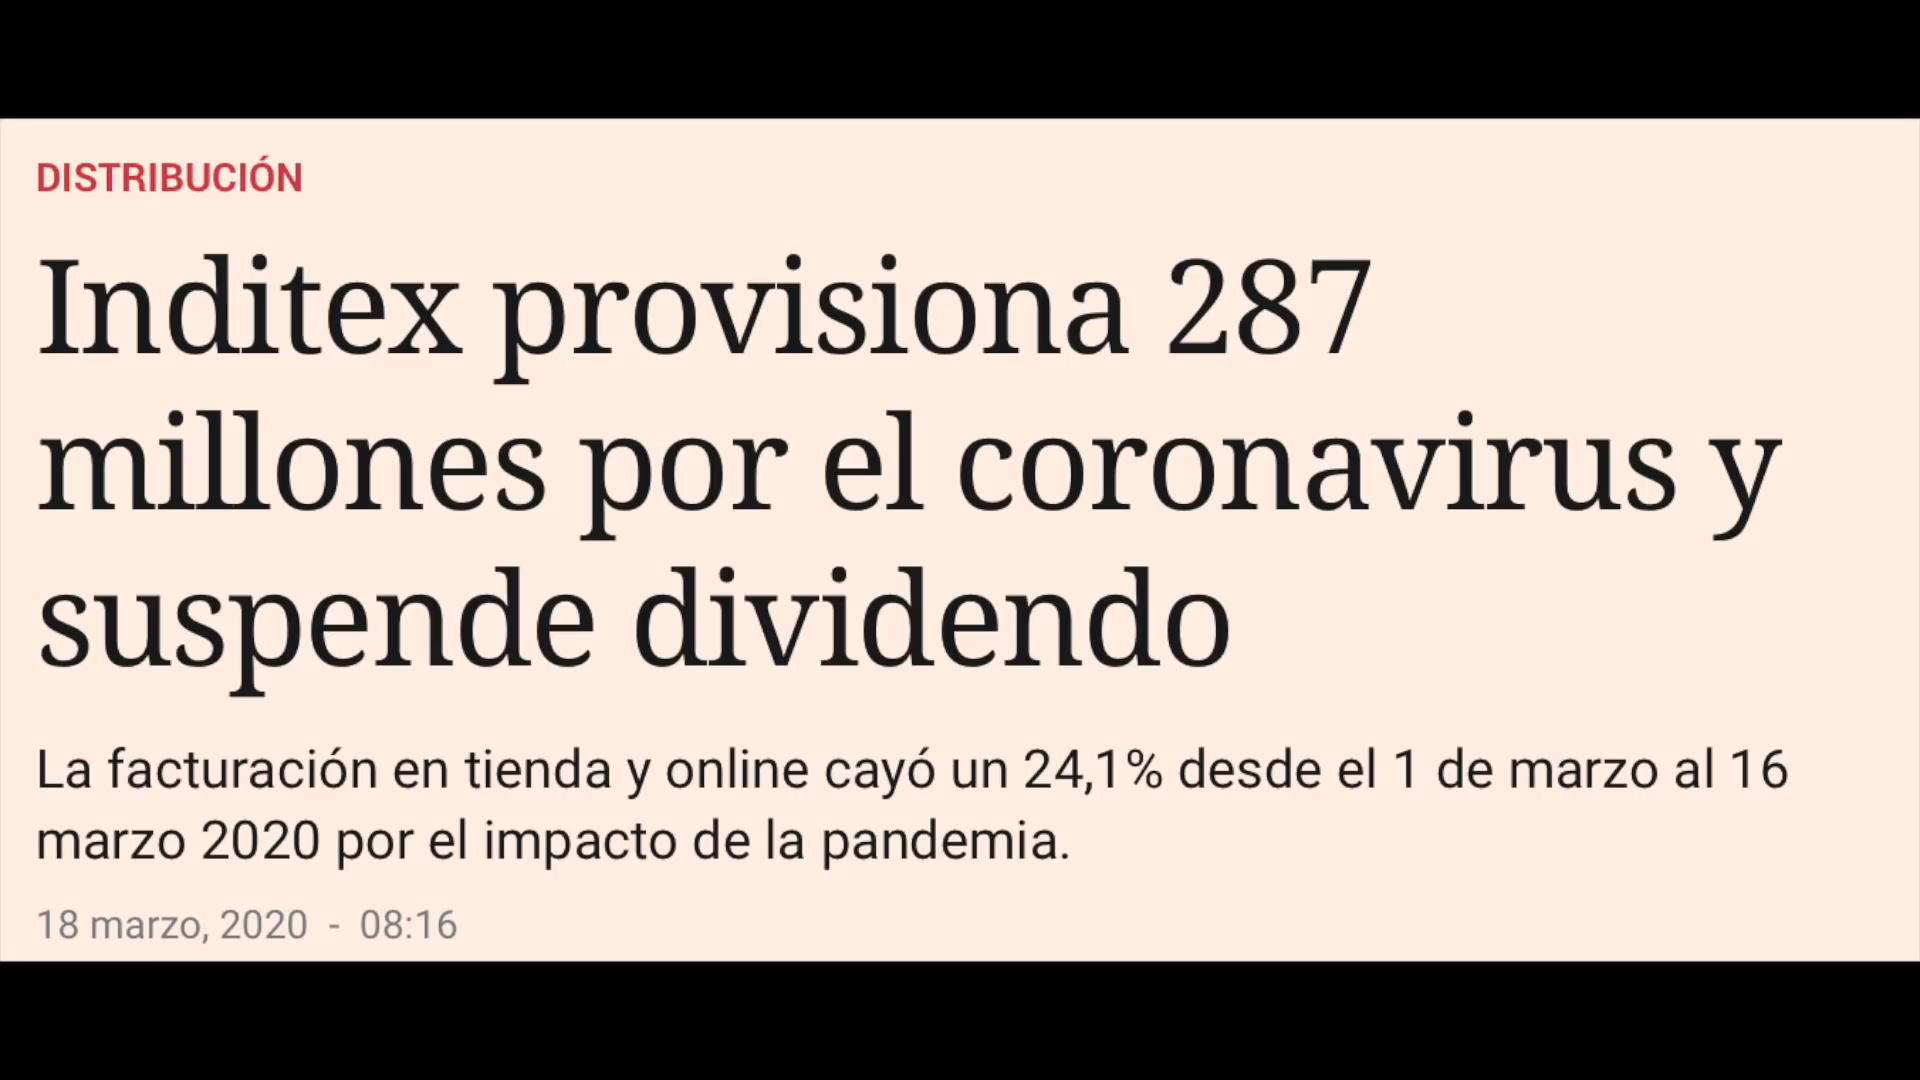 DISTRIBUCIÓN
Inditex provisiona 287
millones por el coronavirus y
suspende dividendo
La facturación en tienda y online cayó un 24,1% desde el 1 de marzo al 16
marzo 2020 por el impacto de la pandemia.
18 marzo, 2020 - 08:16